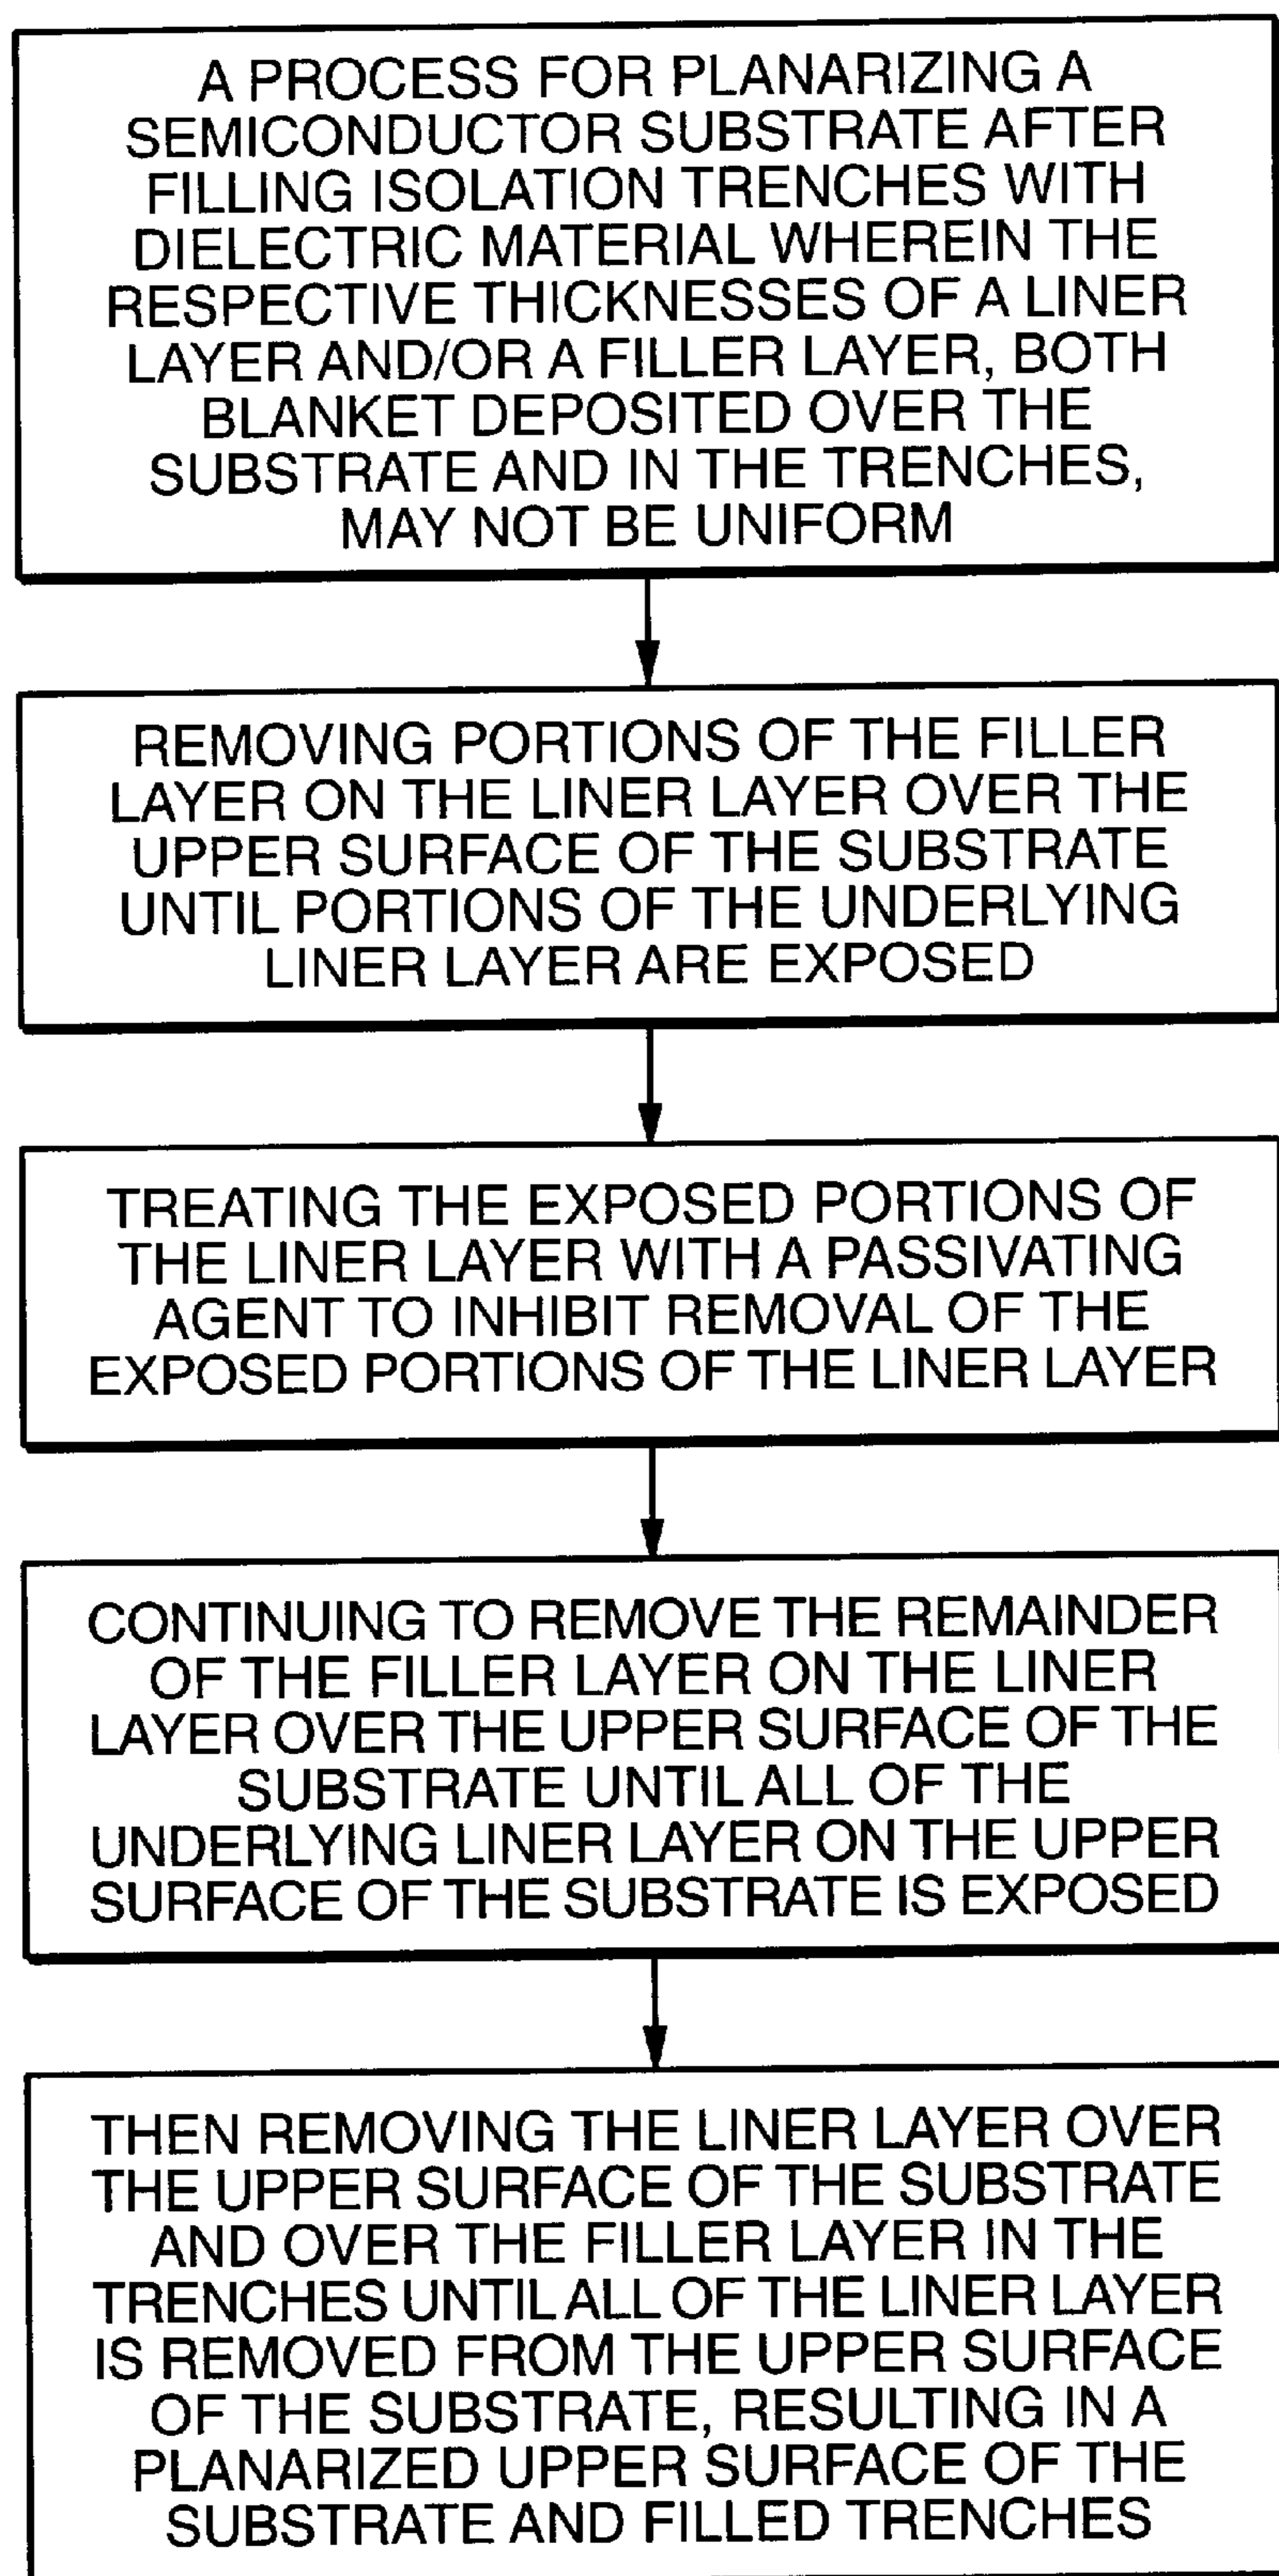 A PROCESS FOR PLANARIZING A
SEMICONDUCTOR SUBSTRATE AFTER
FILLING ISOLATION TRENCHES WITH
DIELECTRIC MATERIAL WHEREIN THE
RESPECTIVE THICKNESSES OF A LINER
LAYER AND/OR A FILLER LAYER, BOTH
BLANKET DEPOSITED OVER THE
SUBSTRATE AND IN THE TRENCHES,
MAY NOT BE UNIFORM
REMOVING PORTIONS OF THE FILLER
LAYER ON THE LINER LAYER OVER THE
UPPER SURFACE OF THE SUBSTRATE
UNTIL PORTIONS OF THE UNDERLYING
LINER LAYER ARE EXPOSED
TREATING THE EXPOSED PORTIONS OF
THE LINER LAYER WITH A PASSIVATING
AGENT TO INHIBIT REMOVAL OF THE
EXPOSED PORTIONS OF THE LINER LAYER
CONTINUING TO REMOVE THE REMAINDER
OF THE FILLER LAYER ON THE LINER
LAYER OVER THE UPPER SURFACE OF THE
SUBSTRATE UNTIL ALL OF THE
UNDERLYING LINER LAYER ON THE UPPER
SURFACE OF THE SUBSTRATE IS EXPOSED
THEN REMOVING THE LINER LAYER OVER
THE UPPER SURFACE OF THE SUBSTRATE
AND OVER THE FILLER LAYER IN THE
TRENCHES UNTIL ALL OF THE LINER LAYER
IS REMOVED FROM THE UPPER SURFACE
OF THE SUBSTRATE, RESULTING IN A
PLANARIZED UPPER SURFACE OF THE
SUBSTRATE AND FILLED TRENCHES